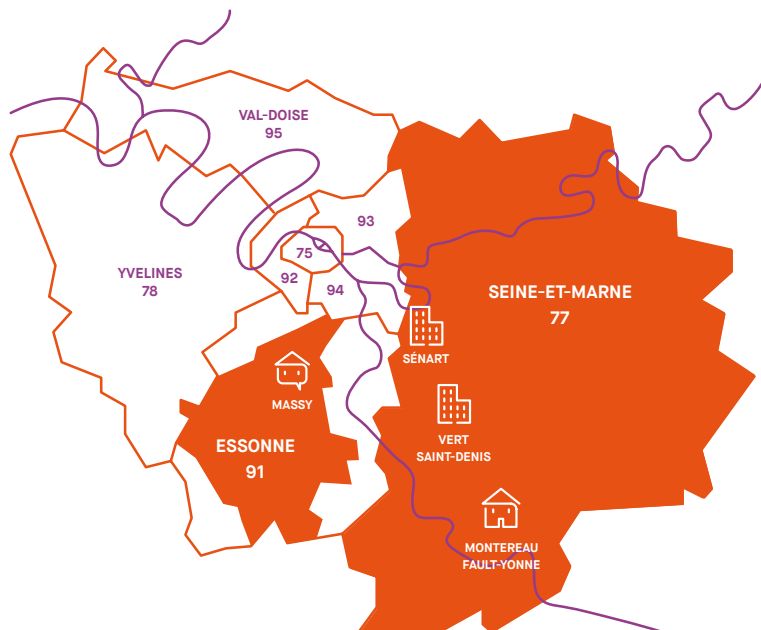 VAL-DOISE
95
93
75
YVELINES
78
92
94
SEINE-ET-MARNE
77
SÉNART
MASSY
VERT
SAINT-DENIS
ESSONNE
91
MONTEREAU
FAULT-YONNE